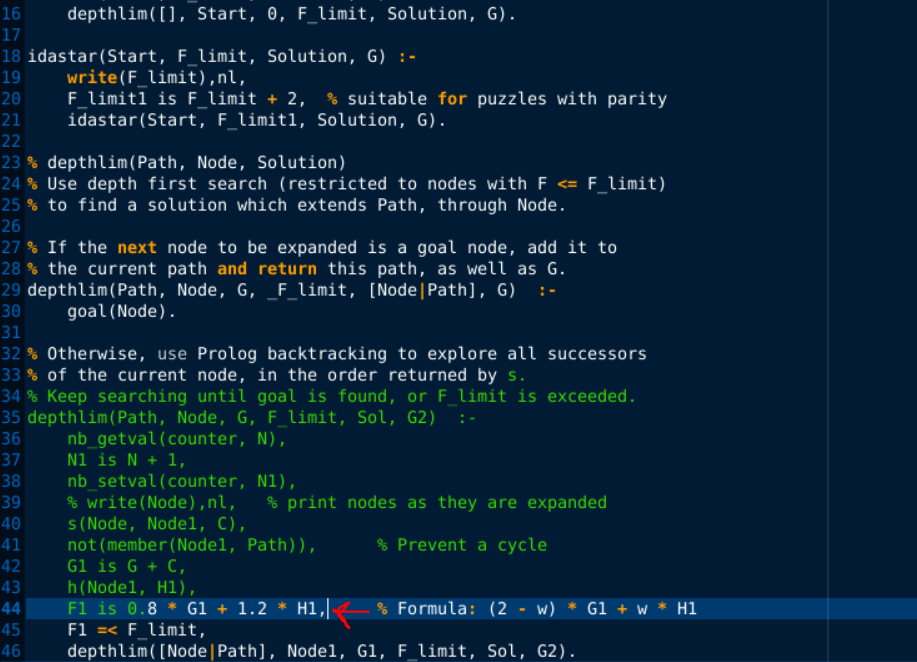 16 depthlim([], Start, 0, F_limit, Solution, G).
17
18 idastar(Start, F_limit, Solution, G) :-
19 write(F_limit),nl,
20 F_limit1 is F_limit + 2, % suitable for puzzles with parity
21 idastar(Start, F_limit1, Solution, G).
22
23 % depthlim(Path, Node, Solution)
24 % Use depth first search (restricted to nodes with F <= F_limit)
25 % to find a solution which extends Path, through Node.
26
27 % If the next node to be expanded is a goal node, add it to
28 % the current path and return this path, as well as G.
29 depthlim(Path, Node, G, _F_limit, [Node|Path], G) :-
30 goal(Node).
31
32 % Otherwise, use Prolog backtracking to explore all successors
33 % of the current node, in the order returned by s.
34 % Keep searching until goal is found, or F_limit is exceeded.
35 depthlim(Path, Node, G, F_limit, Sol, G2) :-
36 nb_getval(counter, N),
37 N1 is N + 1,
38 nb_setval(counter, N1),
39 % write(Node),nl, % print nodes as they are expanded
40 s(Node, Node1, C),
41 not(member(Node1, Path)), % Prevent a cycle
42 G1 is G + C,
43 h(Node1, H1),
44 F1 is 0.8 * G1 + 1.2 * H1, % Formula: (2 - w) * G1 + w * H1
45 F1 =< F_limit,
46 depthlim([Node|Path], Node1, G1, F_limit, Sol, G2).